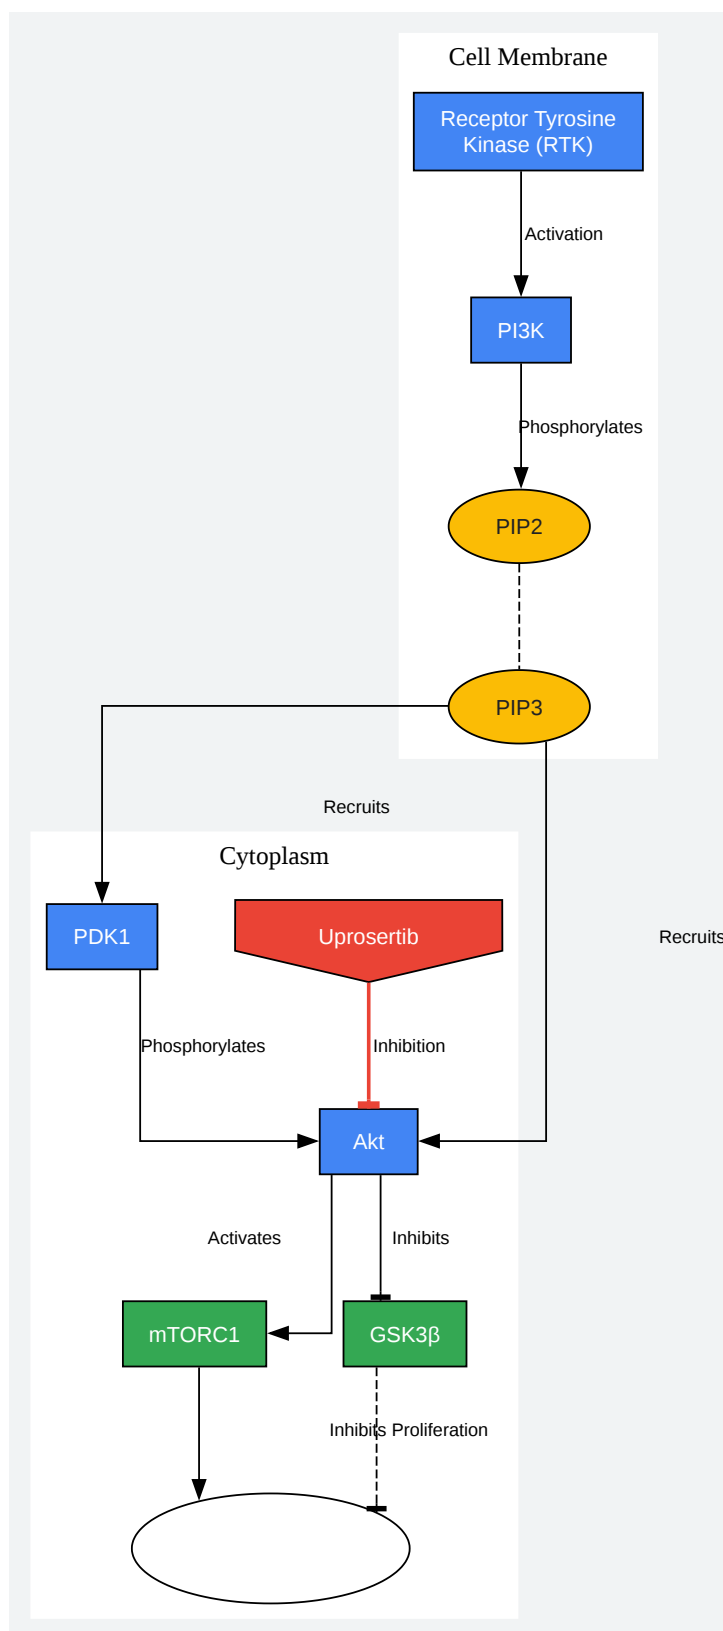 Cell Membrane
Receptor Tyrosine
Kinase (RTK)
Activation
PI3K
Phosphorylates
PIP2
PIP3
Recruits
Cytoplasm
PDK1
Uprosertib
Recruits
Phosphorylates
Inhibition
Akt
Activates
Inhibits
mTORC1
GSK3β
Inhibits Proliferation